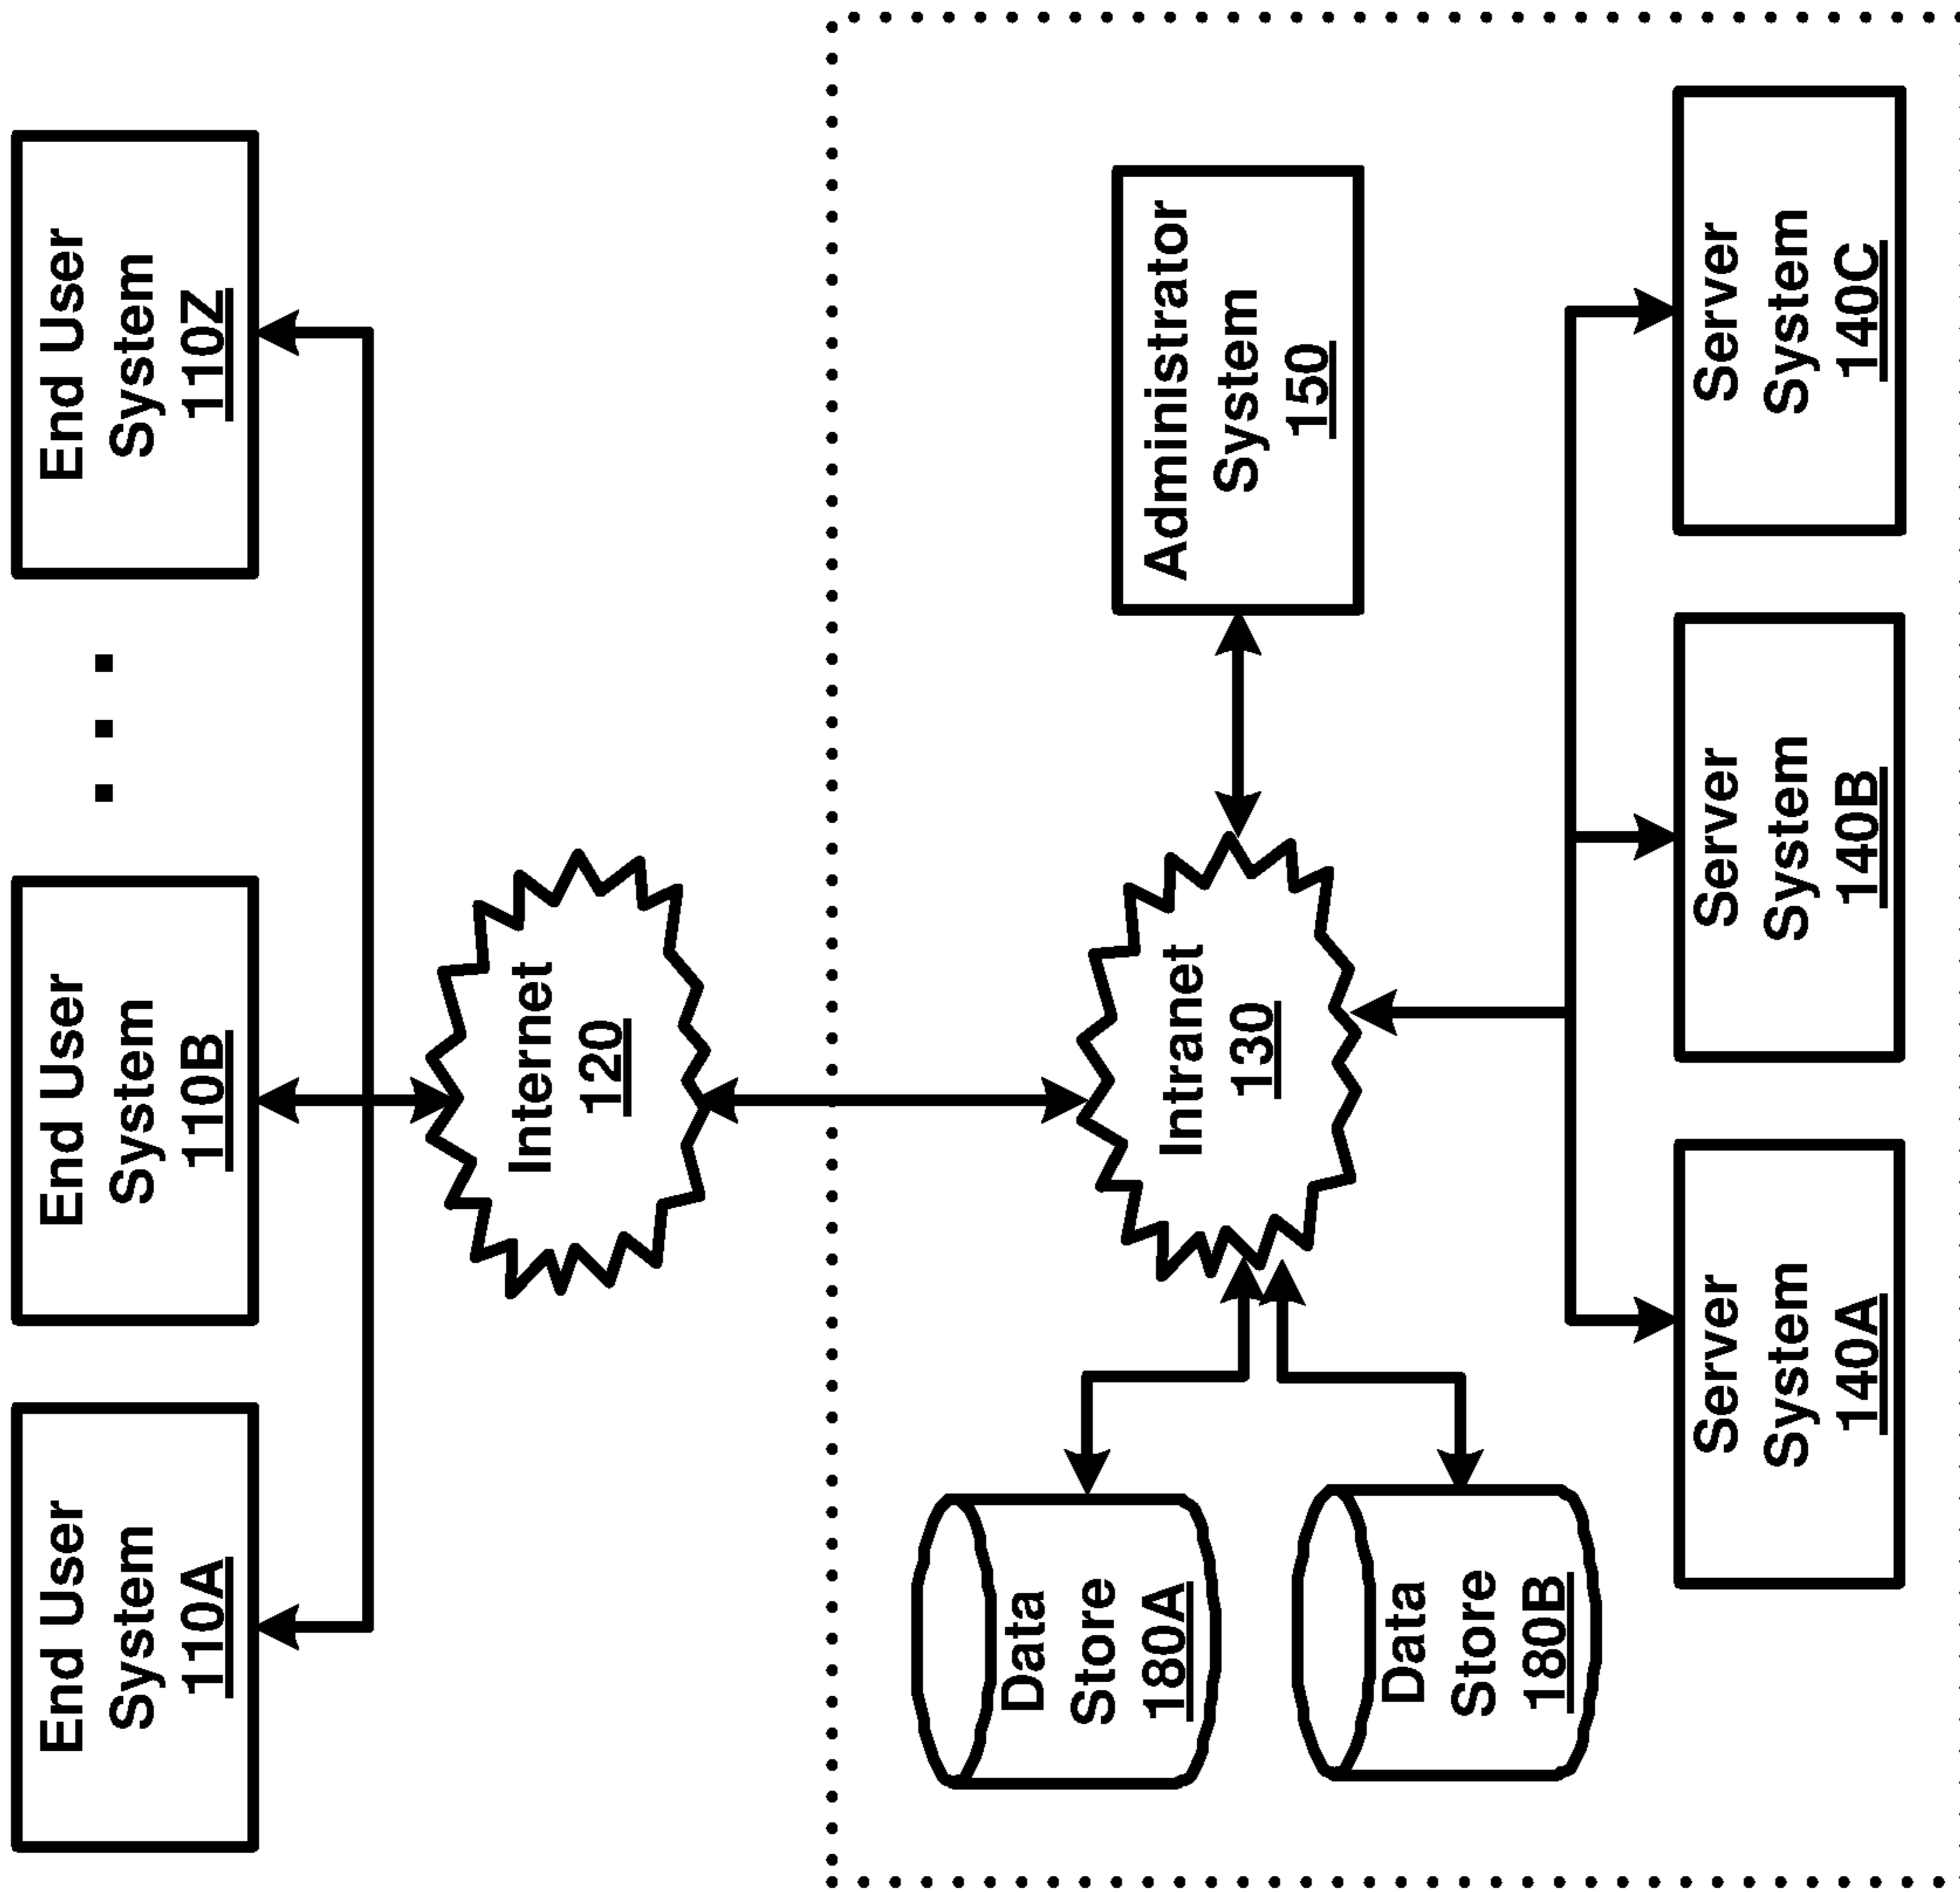 End User
System
110A
End User
System
110B
. . .
End User
System
110Z
Internet
120
Data
Store
180A
Data
Store
180B
Intranet
130
Administrator
System
150
Server
System
140A
Server
System
140B
Server
System
140C